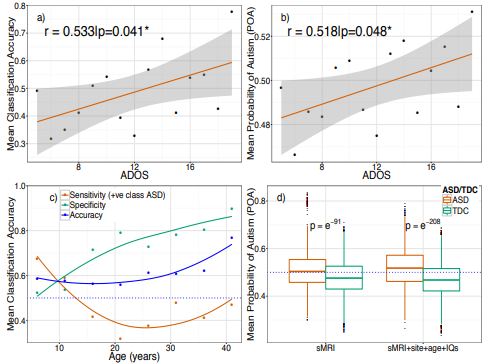 a)
r = 0.533|p=0.041*
Mean Classification Accuracy
0.8
0.7
0.6
0.5
0.4
0.3
8
12
16
ADOS
b)
r = 0.518|p=0.048*
Mean Probability of Autism (POA)
0.52
0.50
0.48
8
12
16
ADOS
c)
Sensitivity (+ve class ASD)
Specificity
Accuracy
Mean Classification Accuracy
1.0
0.8
0.6
0.4
10
20
30
40
Age (years)
d)
ASD/TDC
ASD
TDC
p = e⁻⁹¹
p = e⁻²⁰⁸
Mean Probability of Autism (POA)
0.8
0.6
0.4
sMRI
sMRI+site+age+IQs